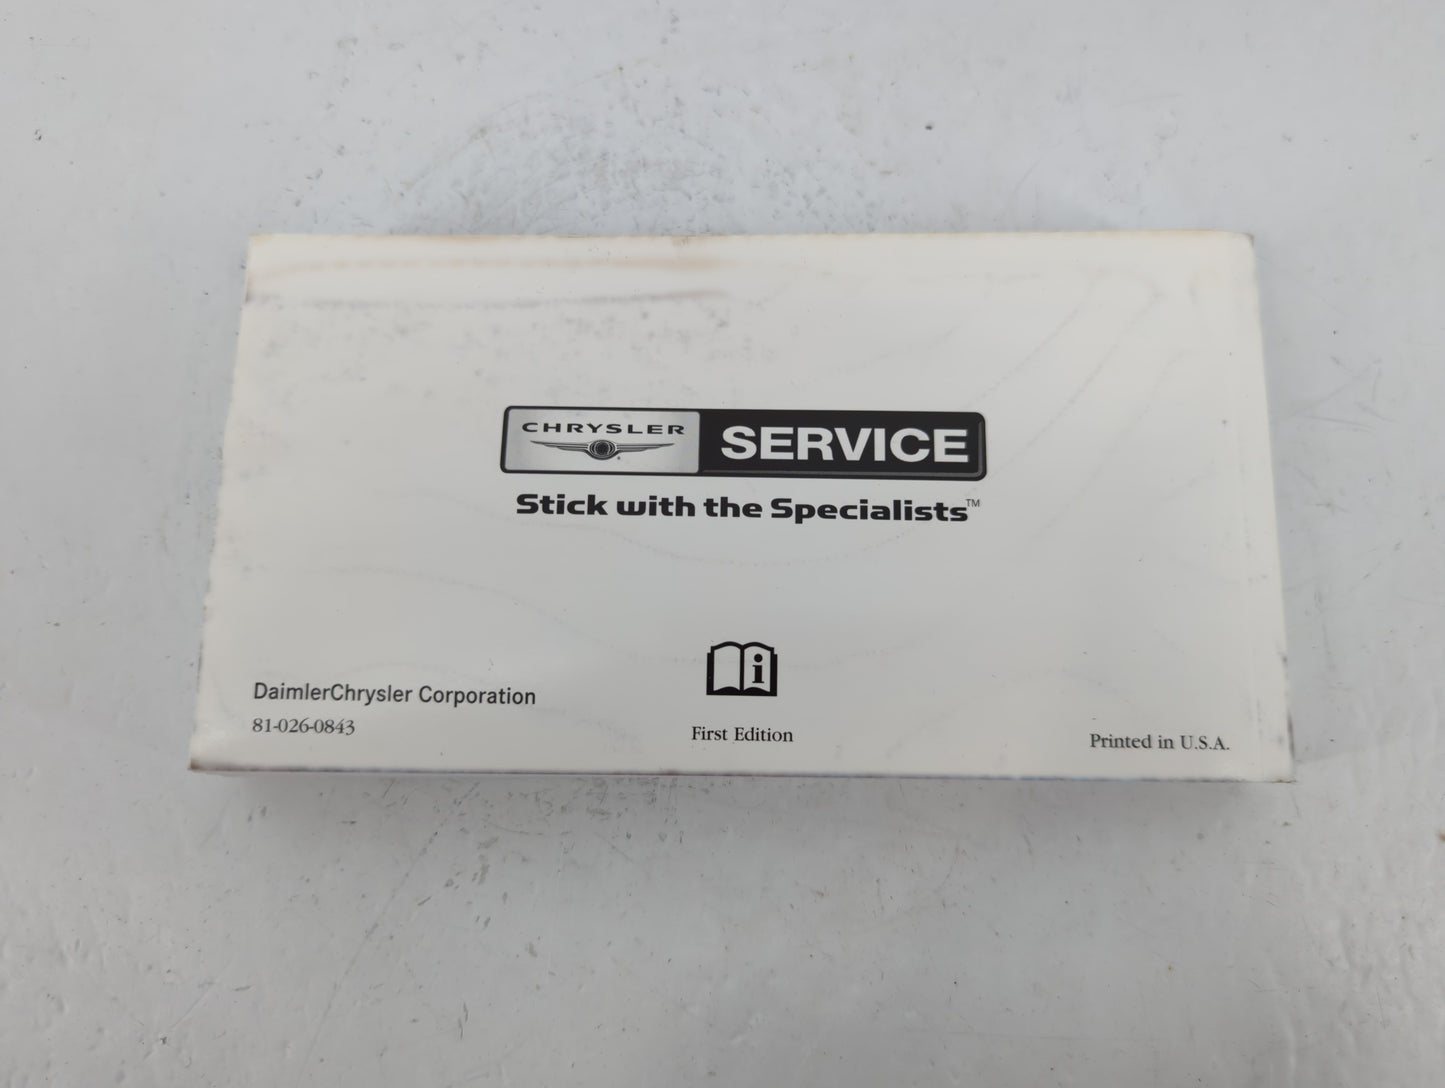 CHRYSLER SERVICE
Stick with the Specialists™
i
DaimlerChrysler Corporation
81-026-0843
First Edition
Printed in U.S.A.